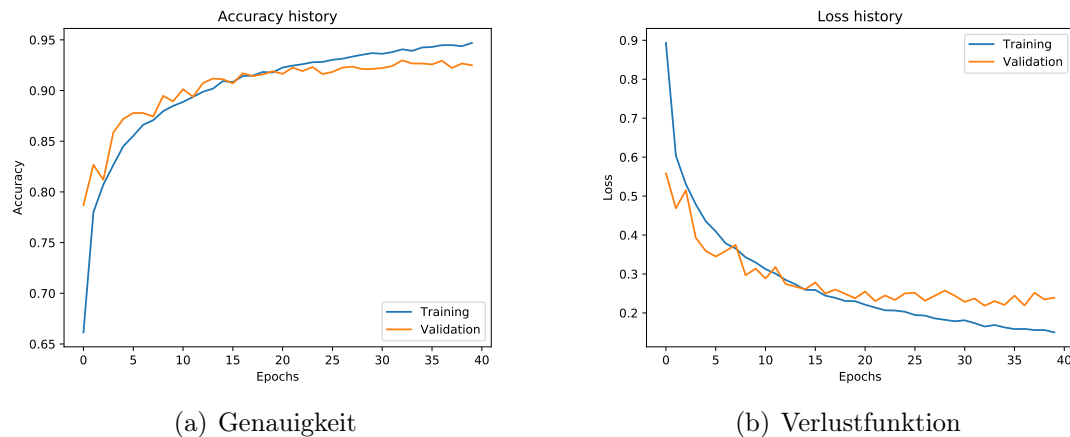 Accuracy history
0.95
0.90
0.85
0.80
0.75
0.70
0.65
Accuracy
Training
Validation
0 5 10 15 20 25 30 35 40
Epochs
(a) Genauigkeit
Loss history
0.9
0.8
0.7
0.6
0.5
0.4
0.3
0.2
Loss
Training
Validation
0 5 10 15 20 25 30 35 40
Epochs
(b) Verlustfunktion